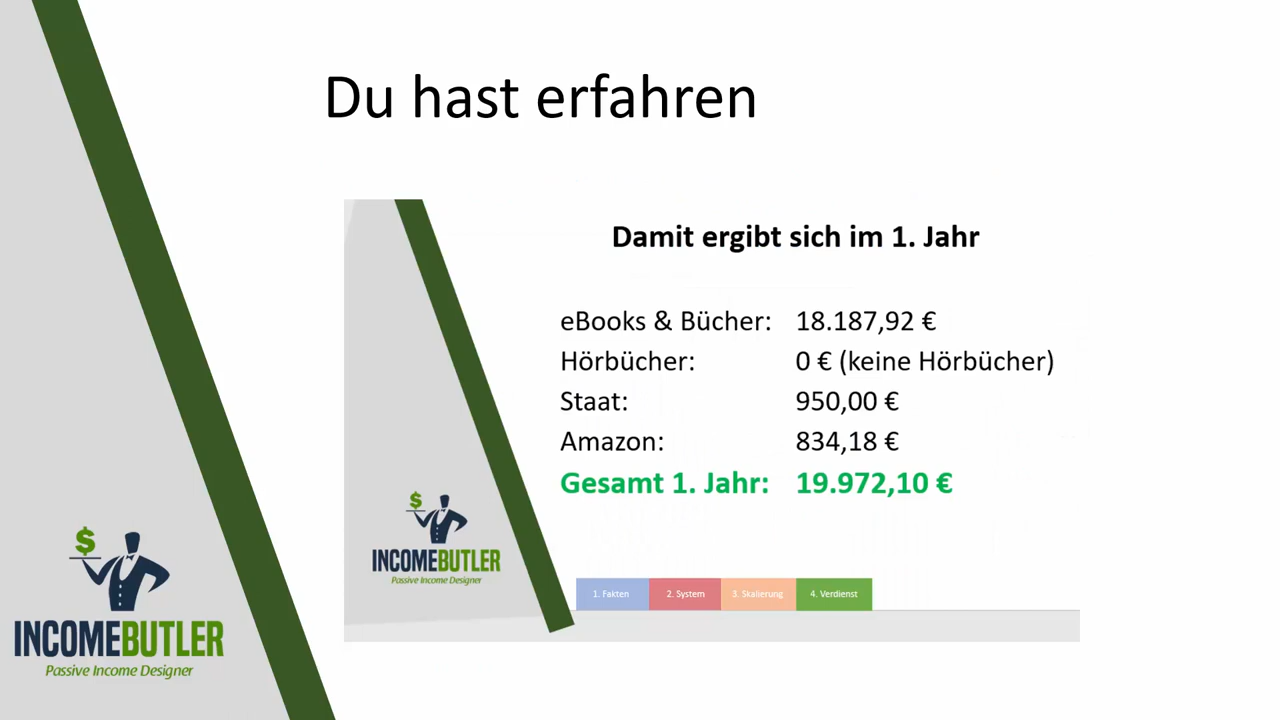 Du hast erfahren
Damit ergibt sich im 1. Jahr
eBooks & Bücher: 18.187,92 €
Hörbücher: 0 € (keine Hörbücher)
Staat: 950,00 €
Amazon: 834,18 €
Gesamt 1. Jahr: 19.972,10 €
$
INCOMEBUTLER
Passive Income Designer
1. Fakten 2. System 3. Skalierung 4. Verdienst
$
INCOMEBUTLER
Passive Income Designer